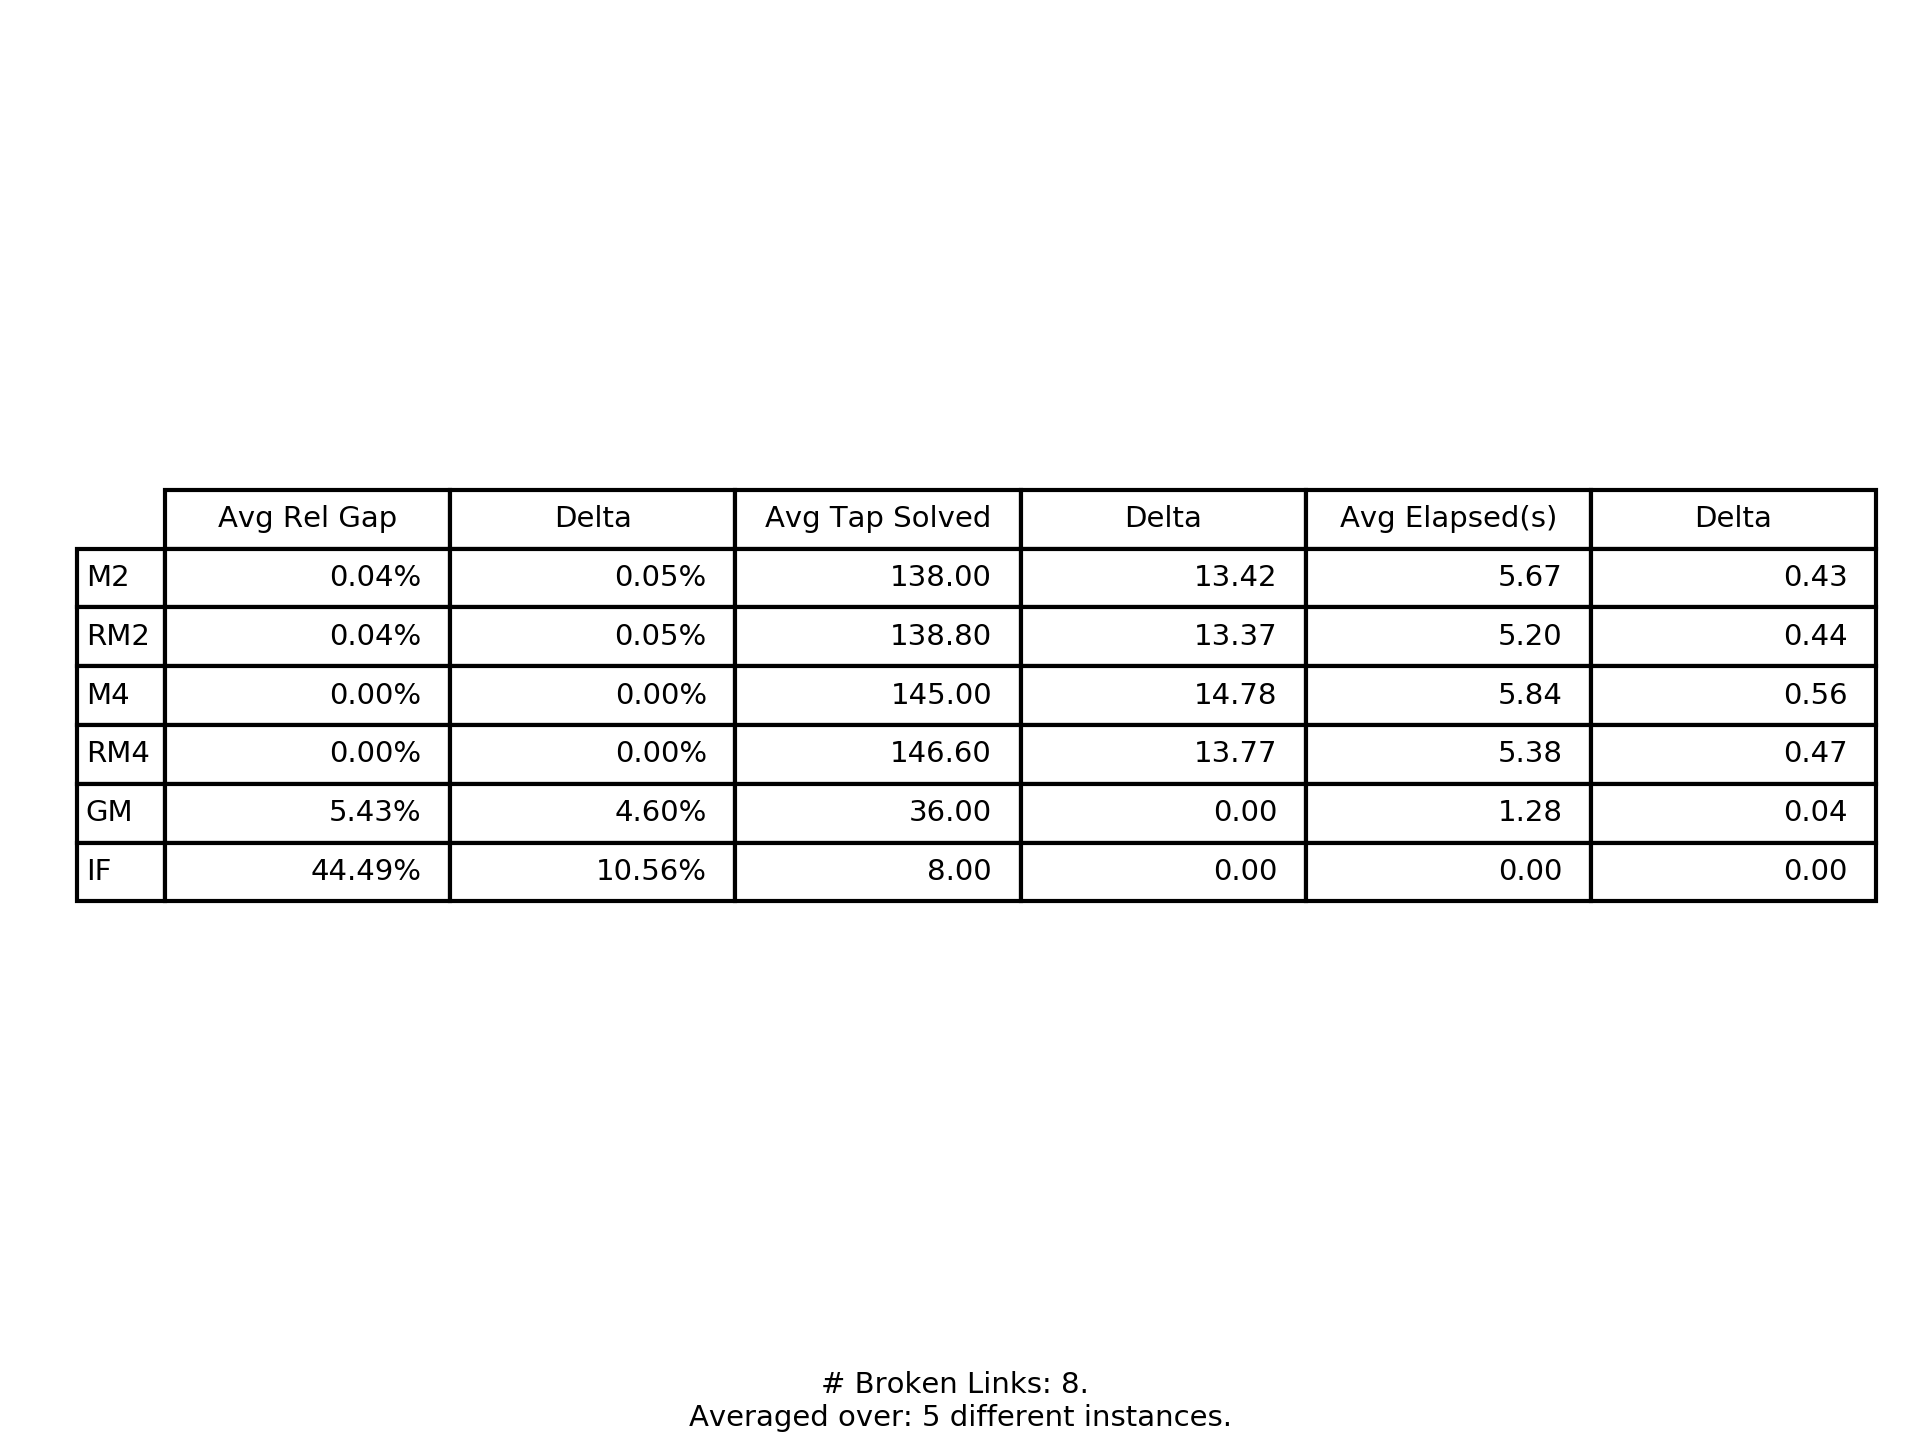 Avg Rel Gap Delta Avg Tap Solved Delta Avg Elapsed(s) Delta
M2 0.04% 0.05% 138.00 13.42 5.67 0.43
RM2 0.04% 0.05% 138.80 13.37 5.20 0.44
M4 0.00% 0.00% 145.00 14.78 5.84 0.56
RM4 0.00% 0.00% 146.60 13.77 5.38 0.47
GM 5.43% 4.60% 36.00 0.00 1.28 0.04
IF 44.49% 10.56% 8.00 0.00 0.00 0.00
# Broken Links: 8.
Averaged over: 5 different instances.